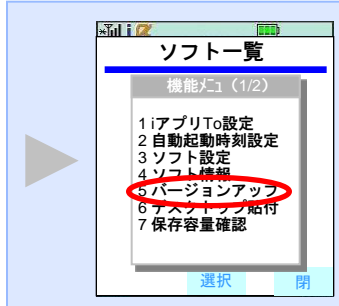 ソフト一覧
機能ﾒﾆｭ (1/2)
1 iアプリTo設定
2 自動起動時刻設定
3 ソフト設定
4 ソフト情報
5 バージョンアップ
6 デスクトップ貼付
7 保存容量確認
選択 閉